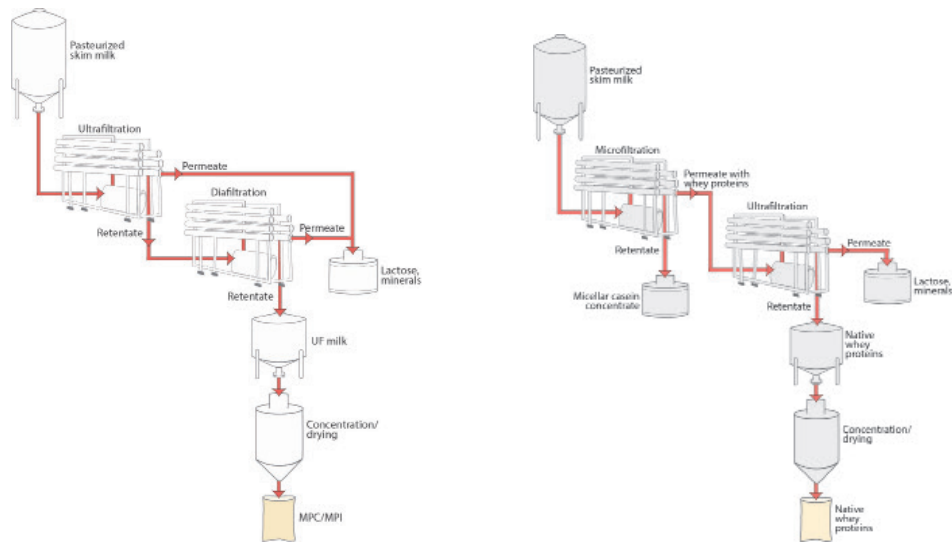 Pasteurized
skim milk
Ultrafiltration
Permeate
Diafiltration
Retentate
Permeate
Lactose,
minerals
Retentate
UF milk
Concentration/
drying
MPC/MPI
Pasteurized
skim milk
Microfiltration
Permeate with
whey proteins
Ultrafiltration
Retentate
Permeate
Micellar casein
concentrate
Lactose,
minerals
Retentate
Native
whey
proteins
Concentration/
drying
Native
whey
proteins